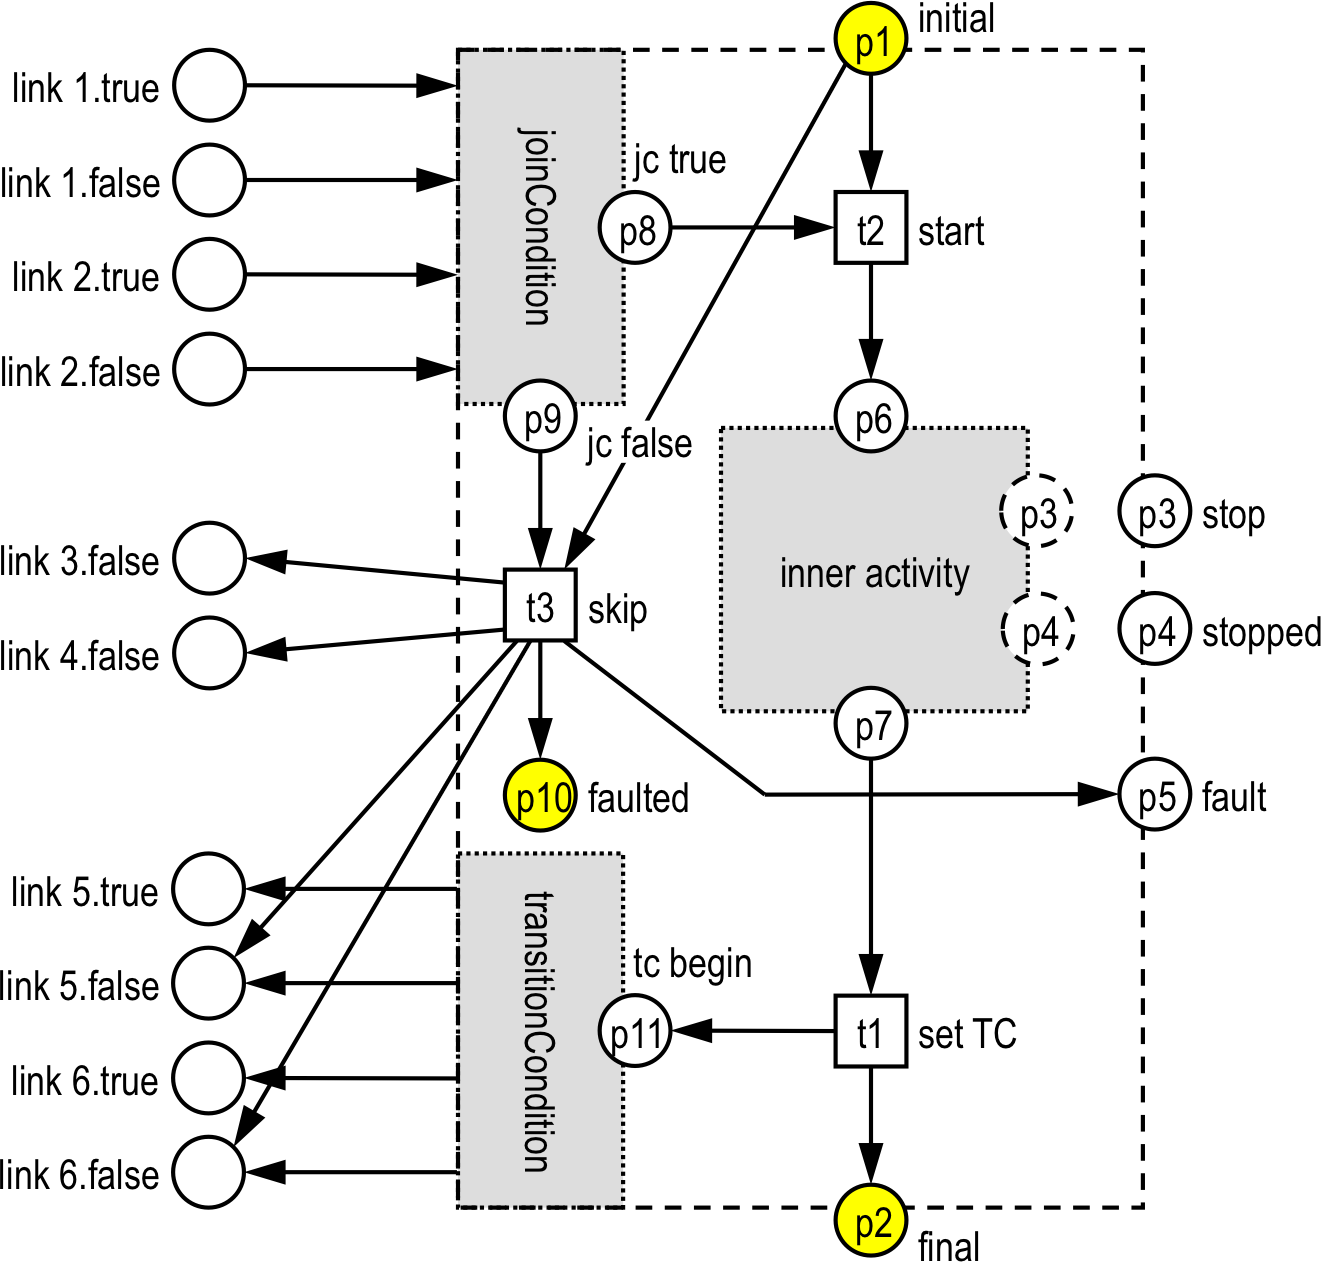 initial
p1
link 1.true
joinCondition
jc true
link 1.false
p8
t2
start
link 2.true
link 2.false
p9
p6
jc false
p3
p3
stop
link 3.false
inner activity
t3
skip
link 4.false
p4
p4
stopped
p7
p10
faulted
p5
fault
link 5.true
transitionCondition
tc begin
link 5.false
p11
t1
set TC
link 6.true
link 6.false
p2
final